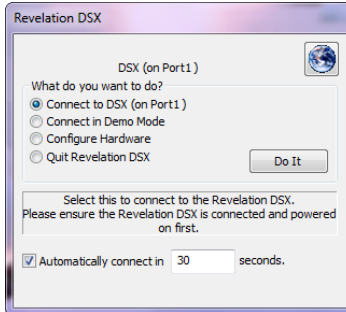 Revelation DSX
DSX (on Port1 )
What do you want to do?
Connect to DSX (on Port1 )
Connect in Demo Mode
Configure Hardware
Quit Revelation DSX
Do It
Select this to connect to the Revelation DSX.
Please ensure the Revelation DSX is connected and powered
on first.
Automatically connect in 30 seconds.